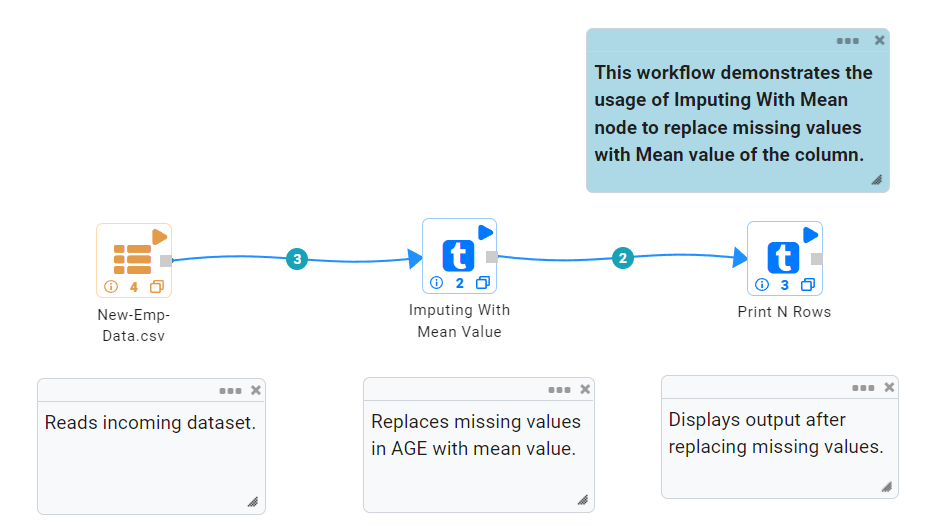 This workflow demonstrates the
usage of Imputing With Mean
node to replace missing values
with Mean value of the column.
3
2
4
2
3
New-Emp-
Data.csv
Imputing With
Mean Value
Print N Rows
Reads incoming dataset.
Replaces missing values
in AGE with mean value.
Displays output after
replacing missing values.